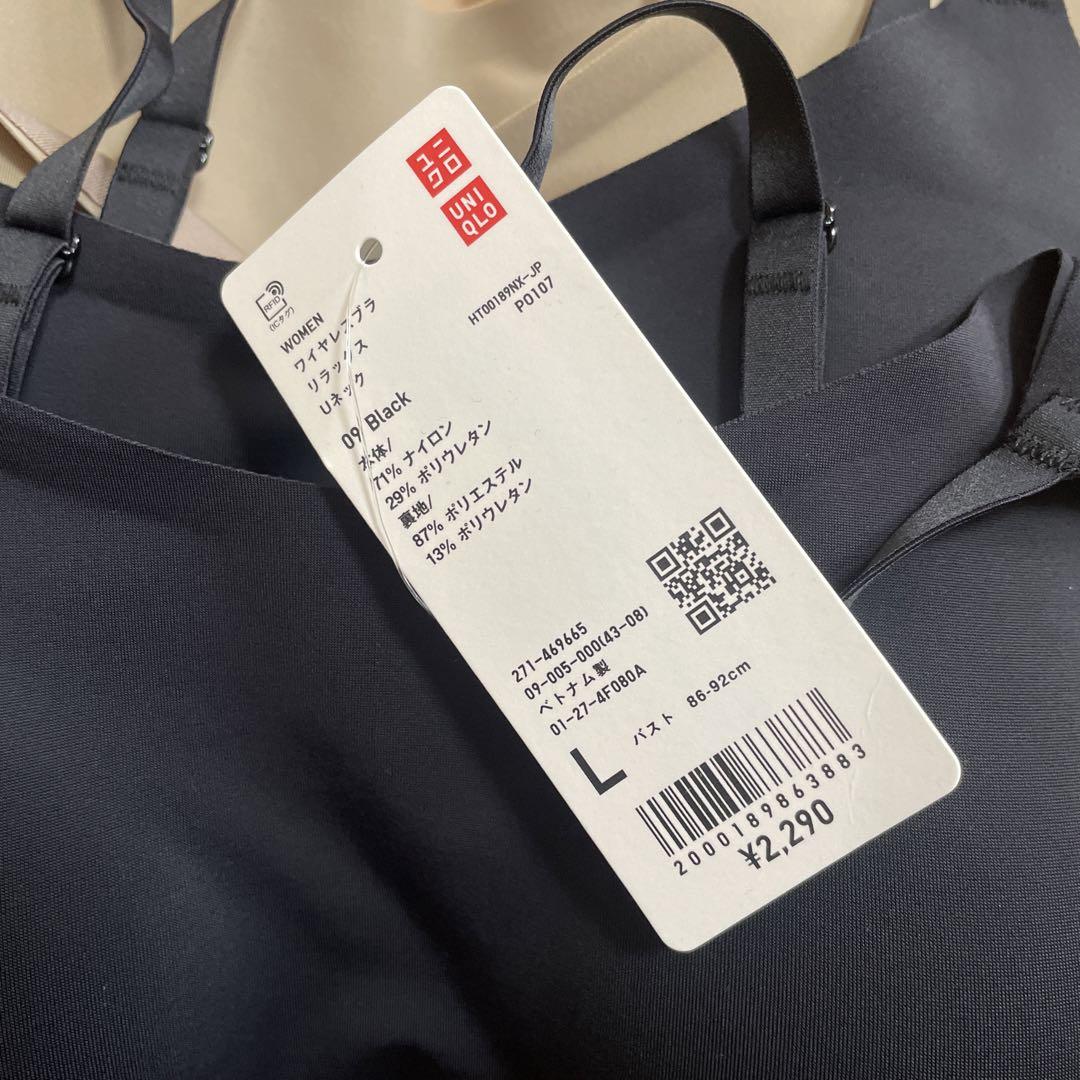 ユニ
クロ
UNI
QLO
RFID
(ICタグ)
HT00189NX-JP
P0107
WOMEN
ワイヤレスブラ
リラックス
Uネック
09 Black
本体/
71% ナイロン
29% ポリウレタン
裏地/
87% ポリエステル
13% ポリウレタン
271-469665
09-005-000(43-08)
ベトナム製
01-27-4F080A
L バスト 86-92cm
2000189863883
¥2,290